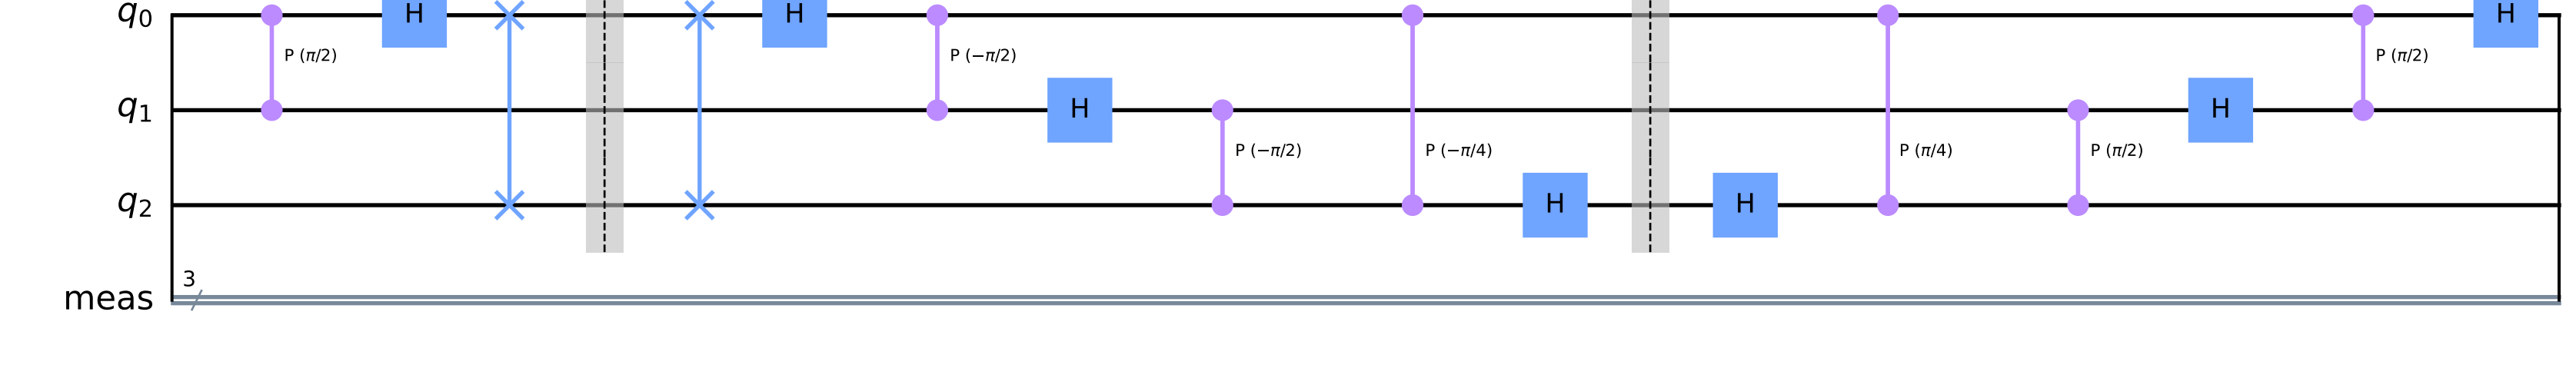 q0 H H H
P (π/2) P (−π/2) P (π/2)
q1 H H
P (−π/2) P (−π/4) P (π/4) P (π/2)
q2 H H
3
meas